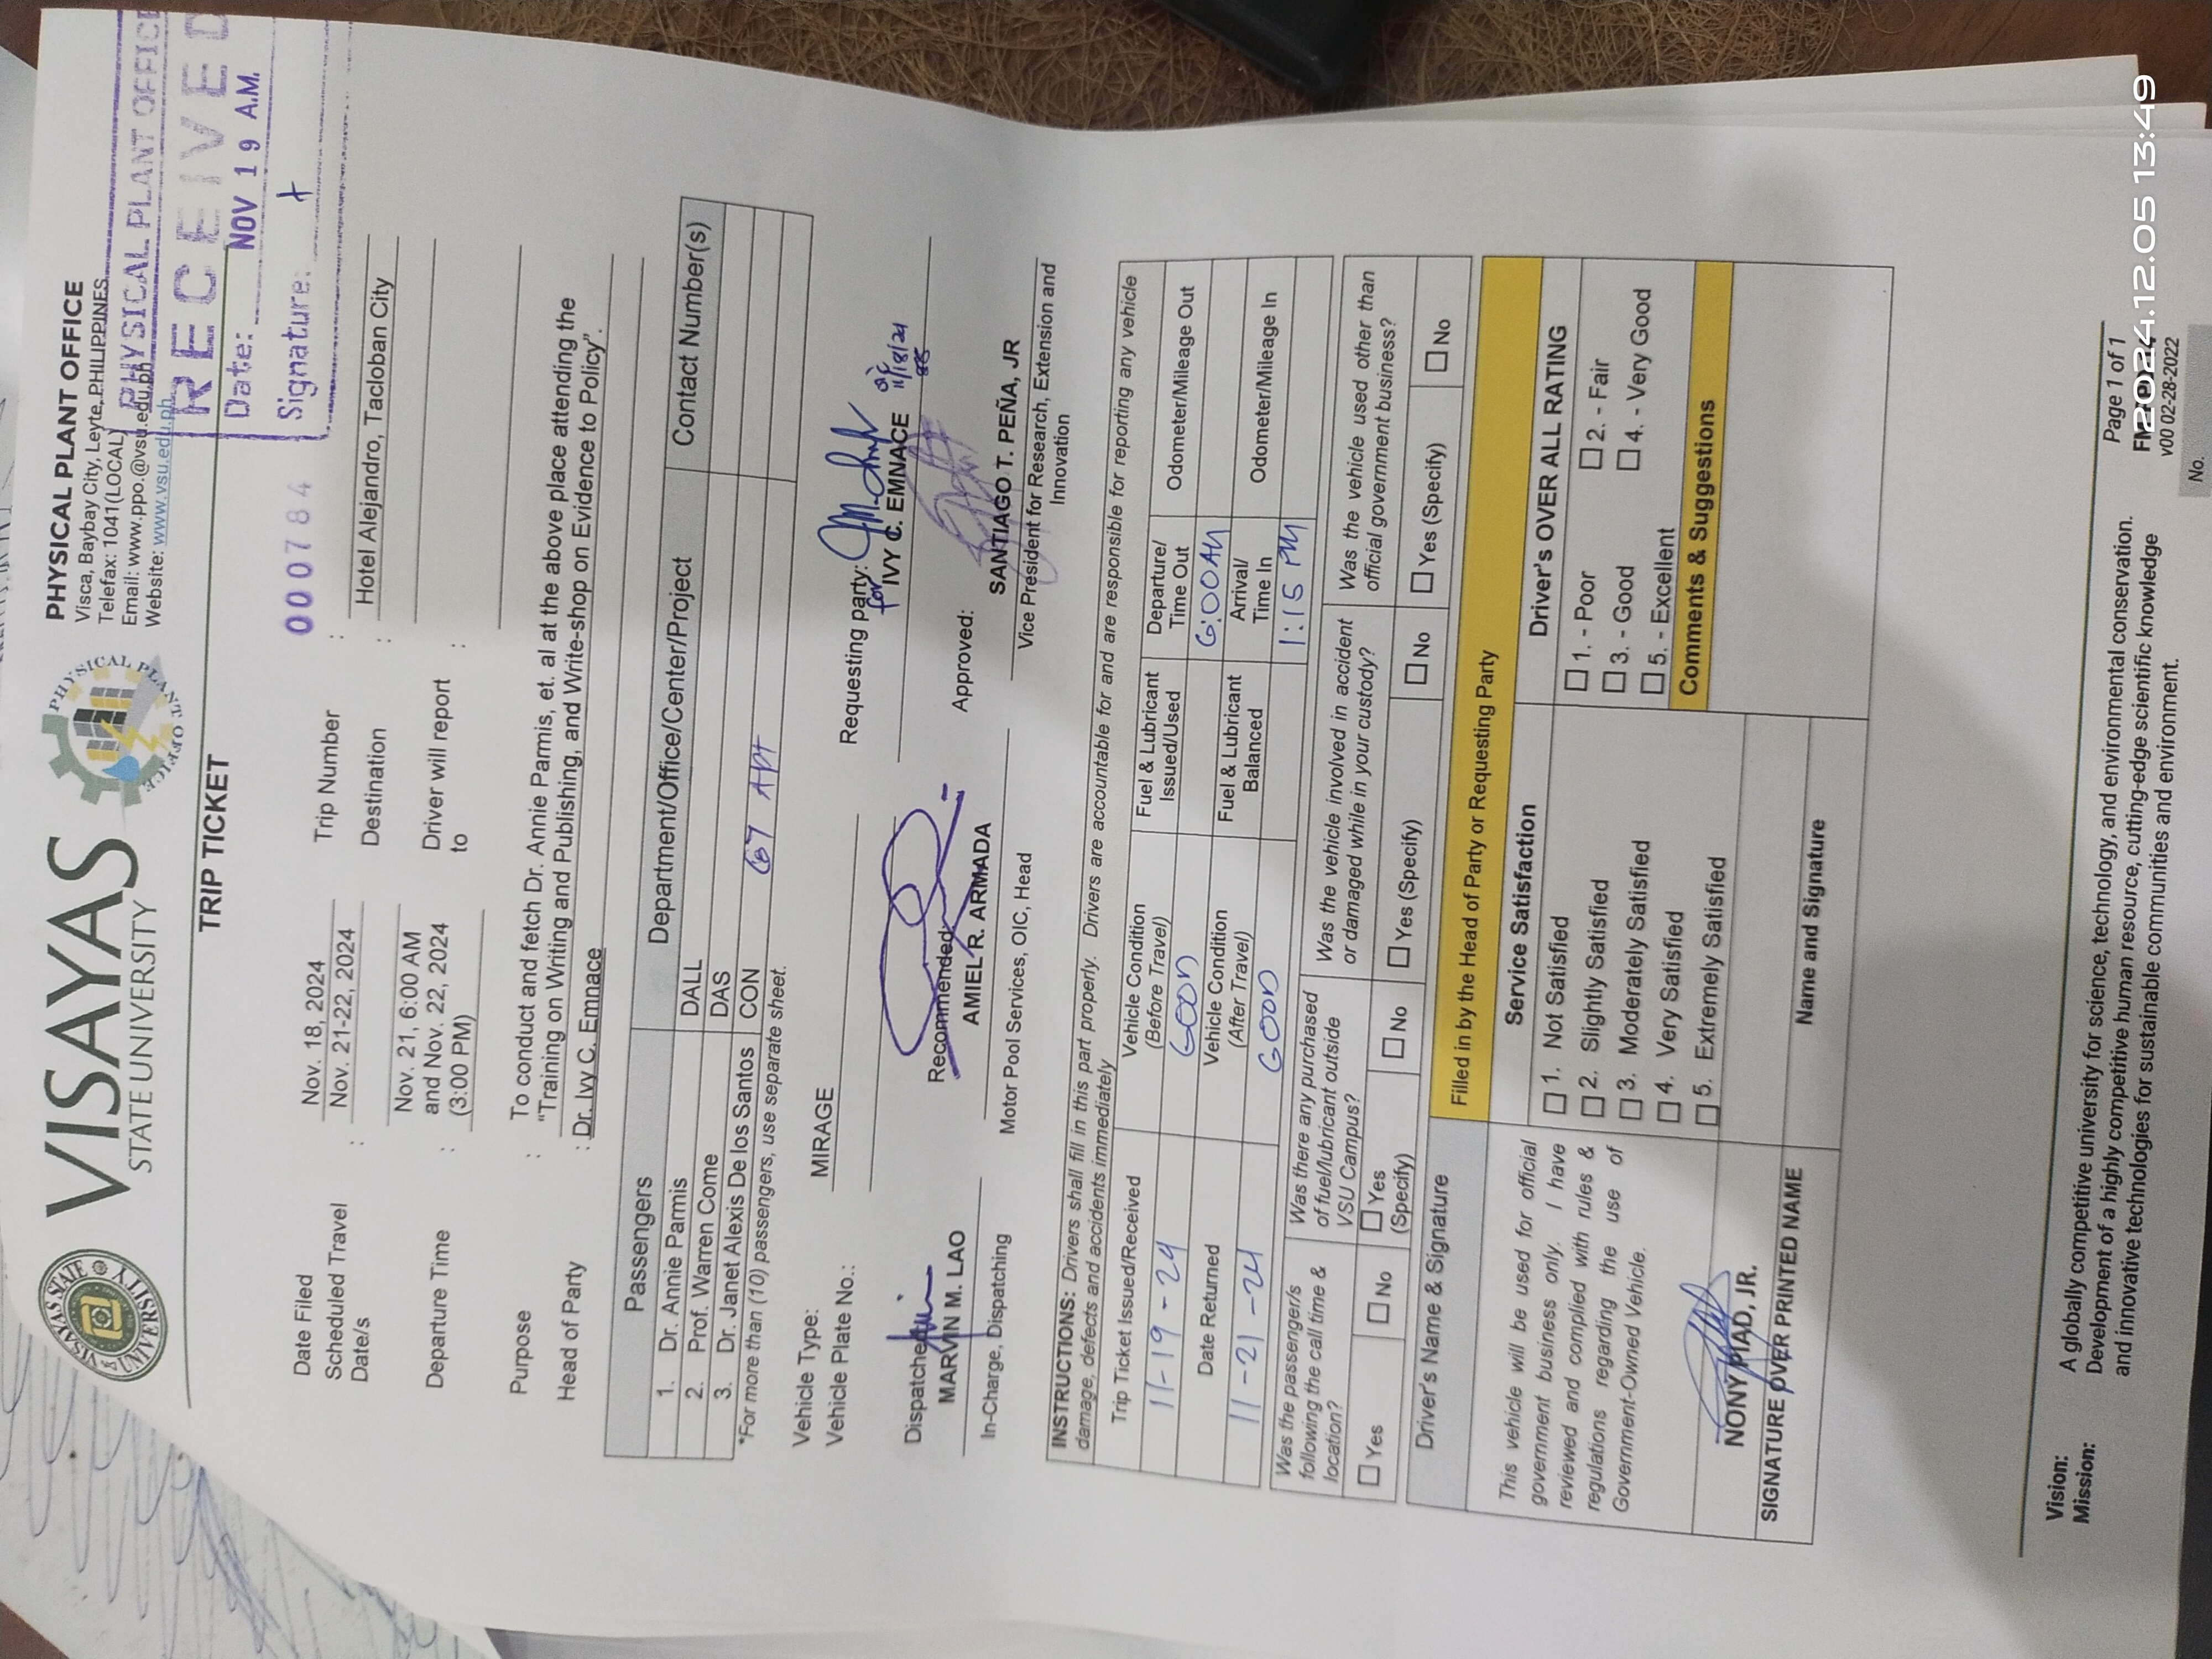 VISAYAS
STATE UNIVERSITY
PHYSICAL PLANT OFFICE
PHYSICAL PLANT OFFICE
Visca, Baybay City, Leyte, PHILIPPINES
Telefax: 1041(LOCAL)
Email: www.ppo.@vsu.edu.ph
Website: www.vsu.edu.ph
PHYSICAL PLANT OFFICE
RECEIVED
Date: NOV 19 A.M.
Signature:
TRIP TICKET
Date Filed : Nov. 18, 2024
Trip Number : 0000784
Scheduled Travel Date/s : Nov. 21-22, 2024
Destination : Hotel Alejandro, Tacloban City
Departure Time : Nov. 21, 6:00 AM
and Nov. 22, 2024
(3:00 PM)
Driver will report to :
Purpose : To conduct and fetch Dr. Annie Parmis, et. al at the above place attending the
“Training on Writing and Publishing, and Write-shop on Evidence to Policy”.
Head of Party : Dr. Ivy C. Emnace
Passengers Department/Office/Center/Project Contact Number(s)
1. Dr. Annie Parmis DALL
2. Prof. Warren Come DAS
3. Dr. Janet Alexis De los Santos CON
*For more than (10) passengers, use separate sheet.
Vehicle Type: MIRAGE
Vehicle Plate No.:
Requesting party:
for
IVY C. EMNACE
11/18/24
Dispatcher
MARVIN M. LAO
In-Charge, Dispatching
Recommended
AMIEL R. ARMADA
Motor Pool Services, OIC, Head
Approved:
SANTIAGO T. PEÑA, JR
Vice President for Research, Extension and
Innovation
INSTRUCTIONS: Drivers shall fill in this part properly. Drivers are accountable for and are responsible for reporting any vehicle
damage, defects and accidents immediately
Trip Ticket Issued/Received
11-19-24
Vehicle Condition
(Before Travel)
GOOD
Fuel & Lubricant
Issued/Used
Departure/
Time Out
6:00AM
Odometer/Mileage Out
Date Returned
11-21-24
Vehicle Condition
(After Travel)
GOOD
Fuel & Lubricant
Balanced
Arrival/
Time In
1:15 PM
Odometer/Mileage In
Was the passenger/s
following the call time &
location?
☐ Yes ☐ No
Was there any purchased
of fuel/lubricant outside
VSU Campus?
☐ Yes ☐ No
(Specify)
Was the vehicle involved in accident
or damaged while in your custody?
☐ Yes (Specify) ☐ No
Was the vehicle used other than
official government business?
☐ Yes (Specify) ☐ No
Driver's Name & Signature
This vehicle will be used for official
government business only. I have
reviewed and complied with rules &
regulations regarding the use of
Government-Owned Vehicle.
NONY PIAD, JR.
SIGNATURE OVER PRINTED NAME
Filled in by the Head of Party or Requesting Party
Service Satisfaction
☐ 1. Not Satisfied
☐ 2. Slightly Satisfied
☐ 3. Moderately Satisfied
☐ 4. Very Satisfied
☐ 5. Extremely Satisfied
Name and Signature
Driver's OVER ALL RATING
☐ 1. - Poor ☐ 2. - Fair
☐ 3. - Good ☐ 4. - Very Good
☐ 5. - Excellent
Comments & Suggestions
Vision: A globally competitive university for science, technology, and environmental conservation.
Mission: Development of a highly competitive human resource, cutting-edge scientific knowledge
and innovative technologies for sustainable communities and environment.
Page 1 of 1
v00 02-28-2022
No.
2024.12.05 13:49